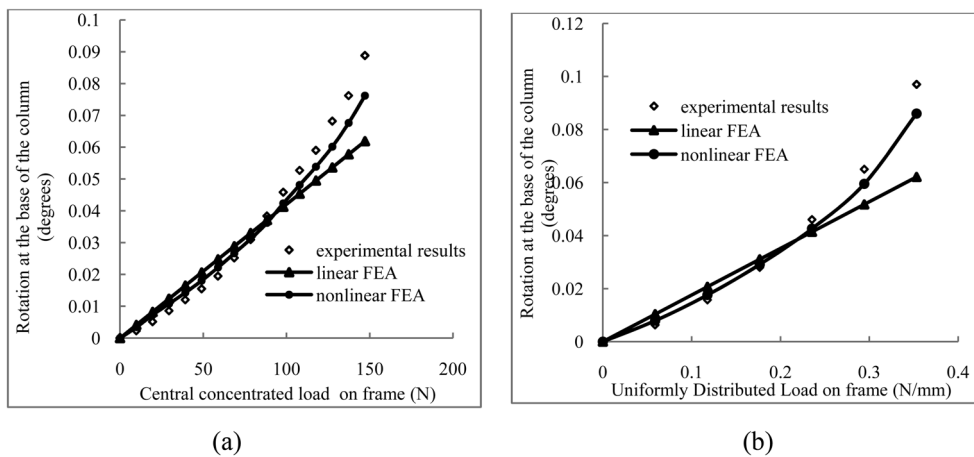 0.1
0.09
0.08
0.07
0.06
0.05
0.04
0.03
0.02
0.01
0
Rotation at the base of the column
(degrees)
experimental results
linear FEA
nonlinear FEA
0 50 100 150 200
Central concentrated load on frame (N)
(a)
0.12
0.1
0.08
0.06
0.04
0.02
0
Rotation at the base of the column
(degrees)
experimental results
linear FEA
nonlinear FEA
0 0.1 0.2 0.3 0.4
Uniformly Distributed Load on frame (N/mm)
(b)